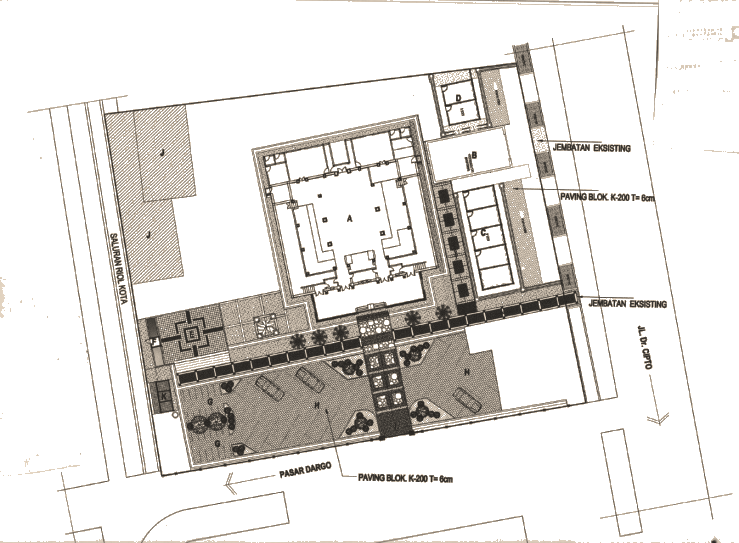 D
JEMBATAN EKSISTING
J
B
PAVING BLOK. K-200 T= 6cm
A
J
C
SALURAN RIOL KOTA
JEMBATAN EKSISTING
E
F
JL. Dr. CIPTO
H
K
G
H
G
PASAR DARGO
PAVING BLOK. K-200 T= 6cm